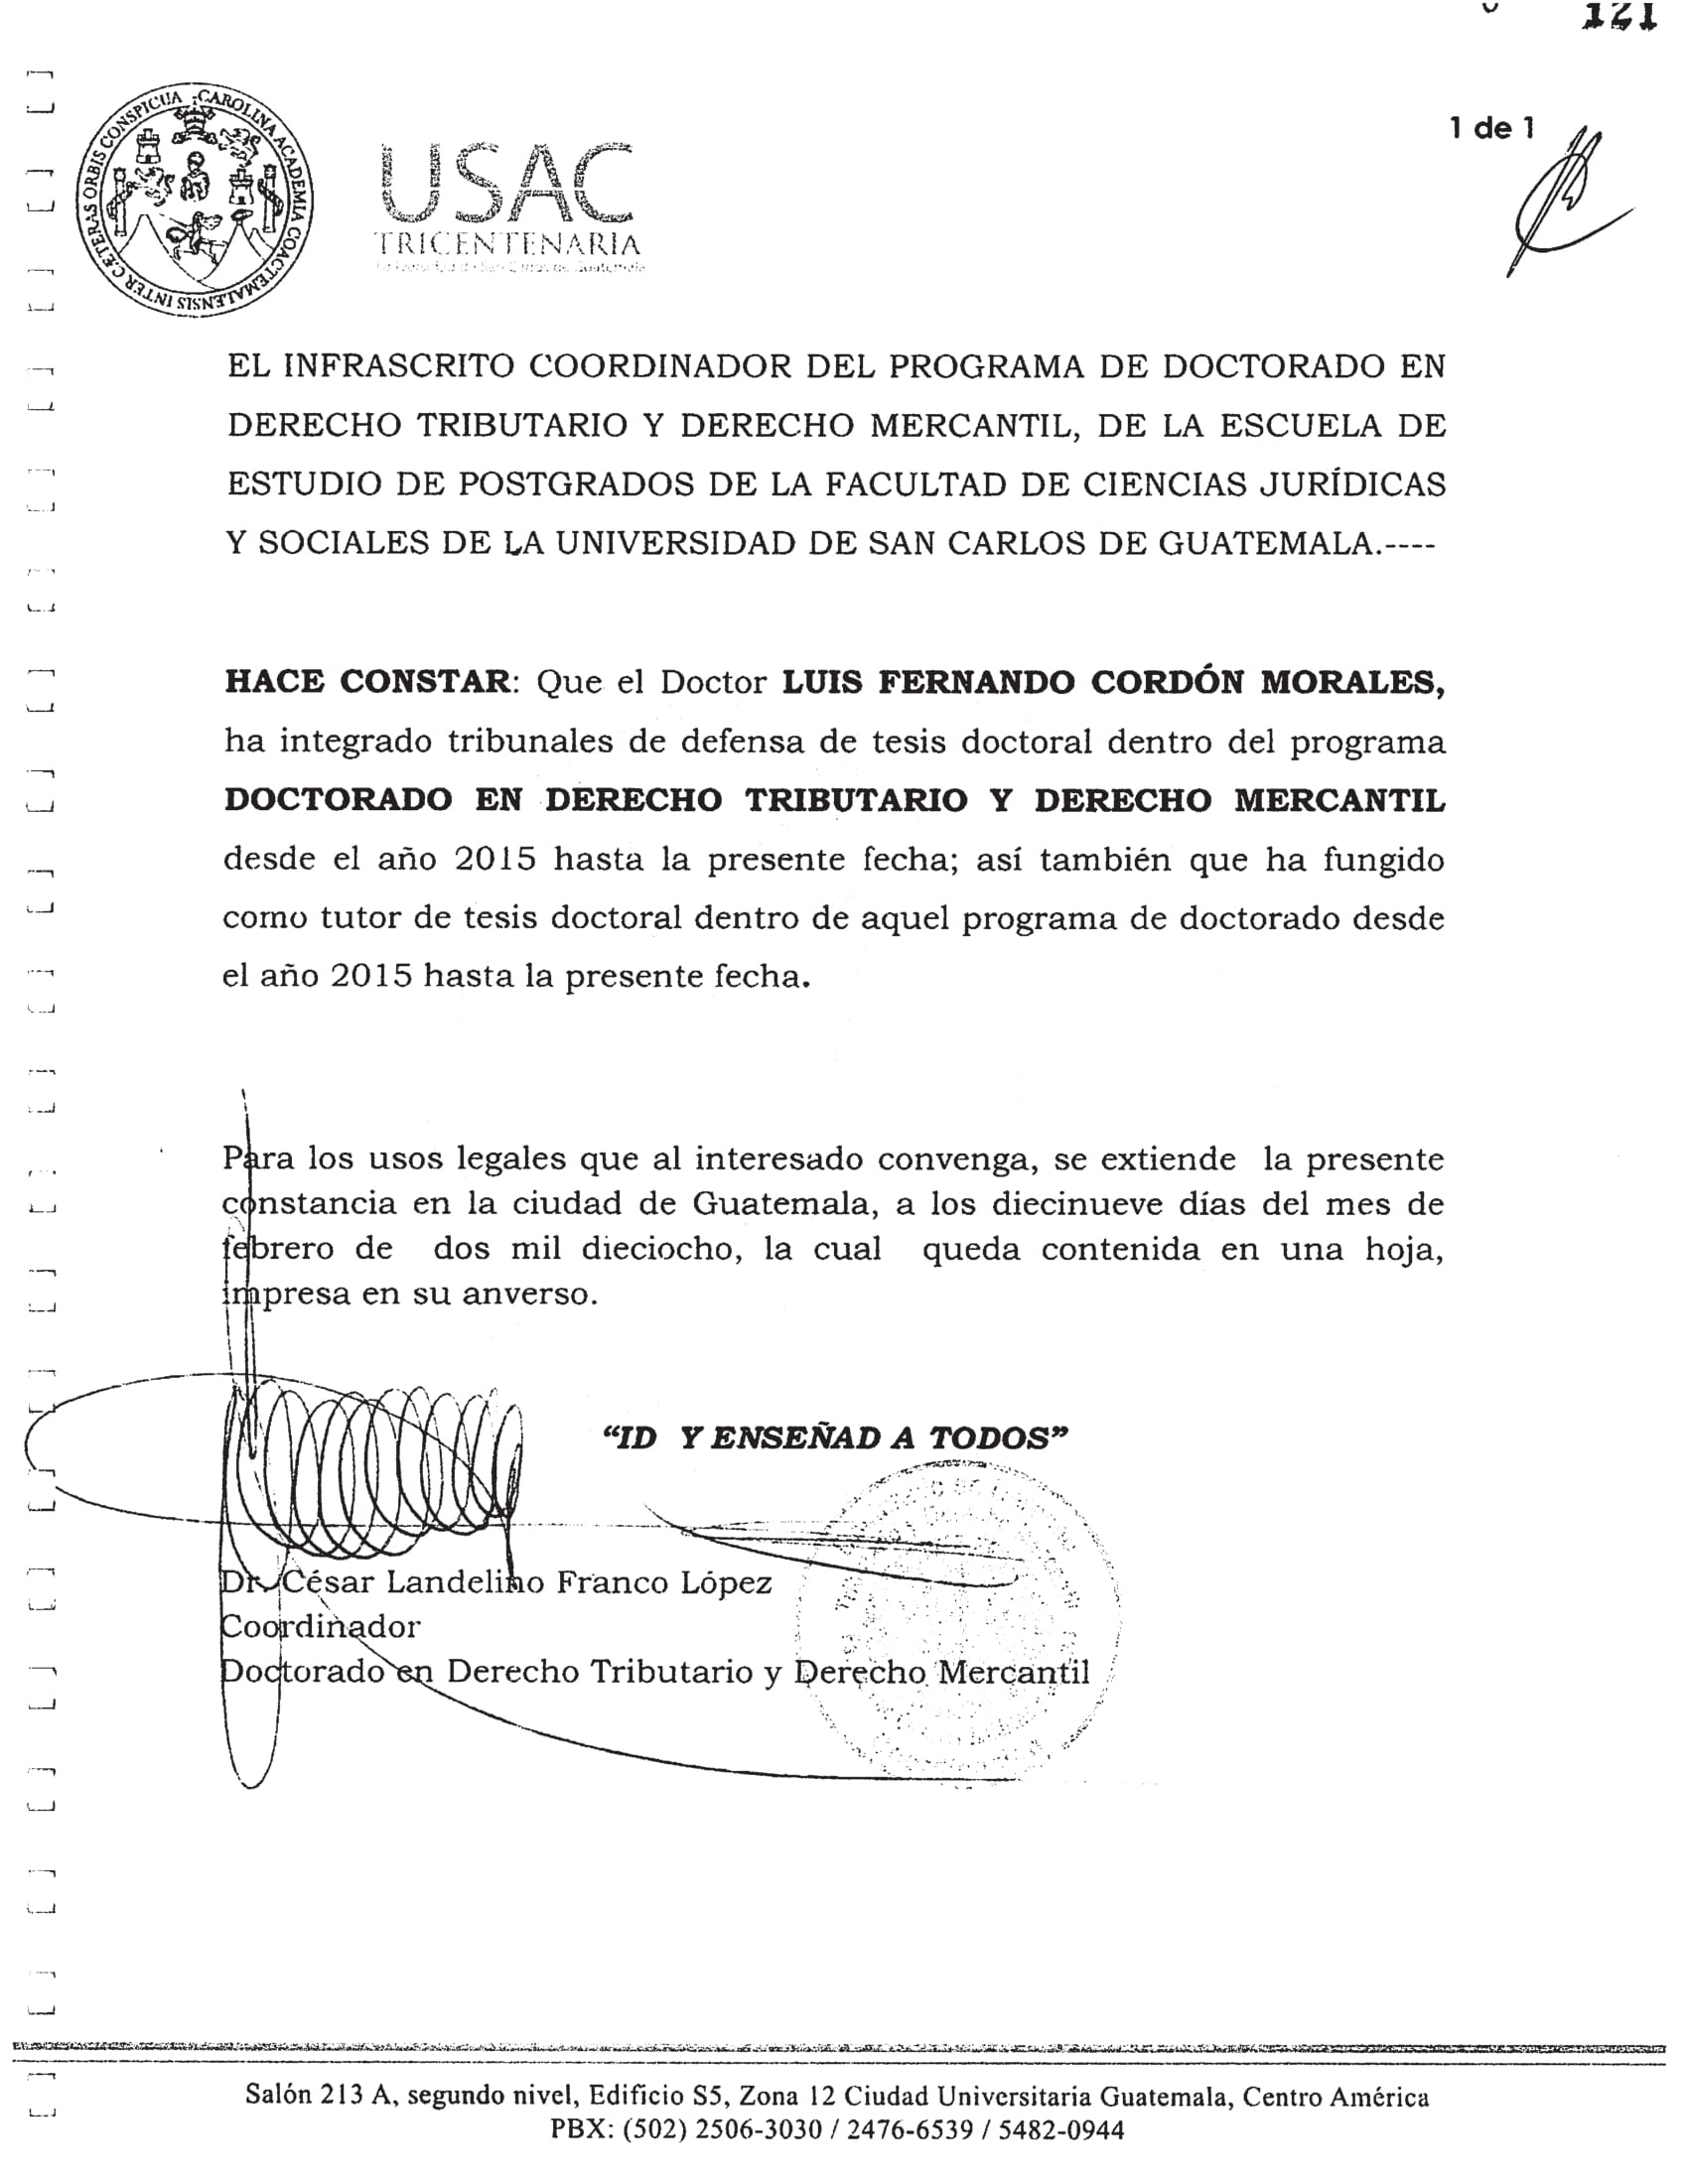 121
1 de 1
INTER CÆTERAS ORBIS CONSPICUA CAROLINA ACADEMIA COACTEMALENSIS
USAC
TRICENTENARIA
EL INFRASCRITO COORDINADOR DEL PROGRAMA DE DOCTORADO EN
DERECHO TRIBUTARIO Y DERECHO MERCANTIL, DE LA ESCUELA DE
ESTUDIO DE POSTGRADOS DE LA FACULTAD DE CIENCIAS JURÍDICAS
Y SOCIALES DE LA UNIVERSIDAD DE SAN CARLOS DE GUATEMALA.----
HACE CONSTAR: Que el Doctor LUIS FERNANDO CORDÓN MORALES,
ha integrado tribunales de defensa de tesis doctoral dentro del programa
DOCTORADO EN DERECHO TRIBUTARIO Y DERECHO MERCANTIL
desde el año 2015 hasta la presente fecha; así también que ha fungido
como tutor de tesis doctoral dentro de aquel programa de doctorado desde
el año 2015 hasta la presente fecha.
Para los usos legales que al interesado convenga, se extiende la presente
constancia en la ciudad de Guatemala, a los diecinueve días del mes de
febrero de dos mil dieciocho, la cual queda contenida en una hoja,
impresa en su anverso.
"ID Y ENSEÑAD A TODOS"
Dr. César Landelino Franco López
Coordinador
Doctorado en Derecho Tributario y Derecho Mercantil
Salón 213 A, segundo nivel, Edificio S5, Zona 12 Ciudad Universitaria Guatemala, Centro América
PBX: (502) 2506-3030 / 2476-6539 / 5482-0944